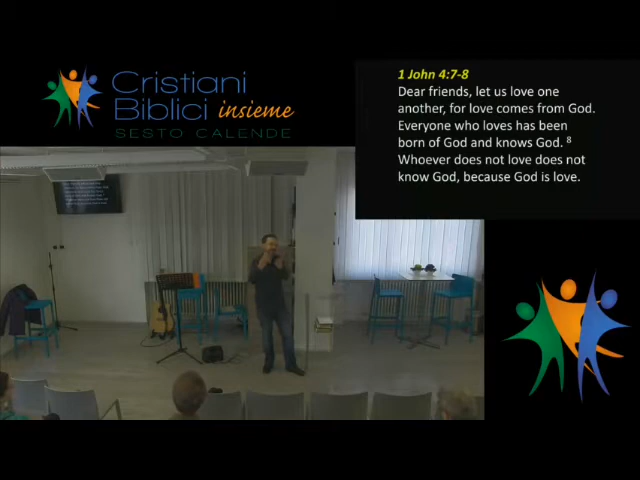 Cristiani
Biblici insieme
SESTO CALENDE
1 John 4:7-8
Dear friends, let us love one
another, for love comes from God.
Everyone who loves has been
born of God and knows God. 8
Whoever does not love does not
know God, because God is love.